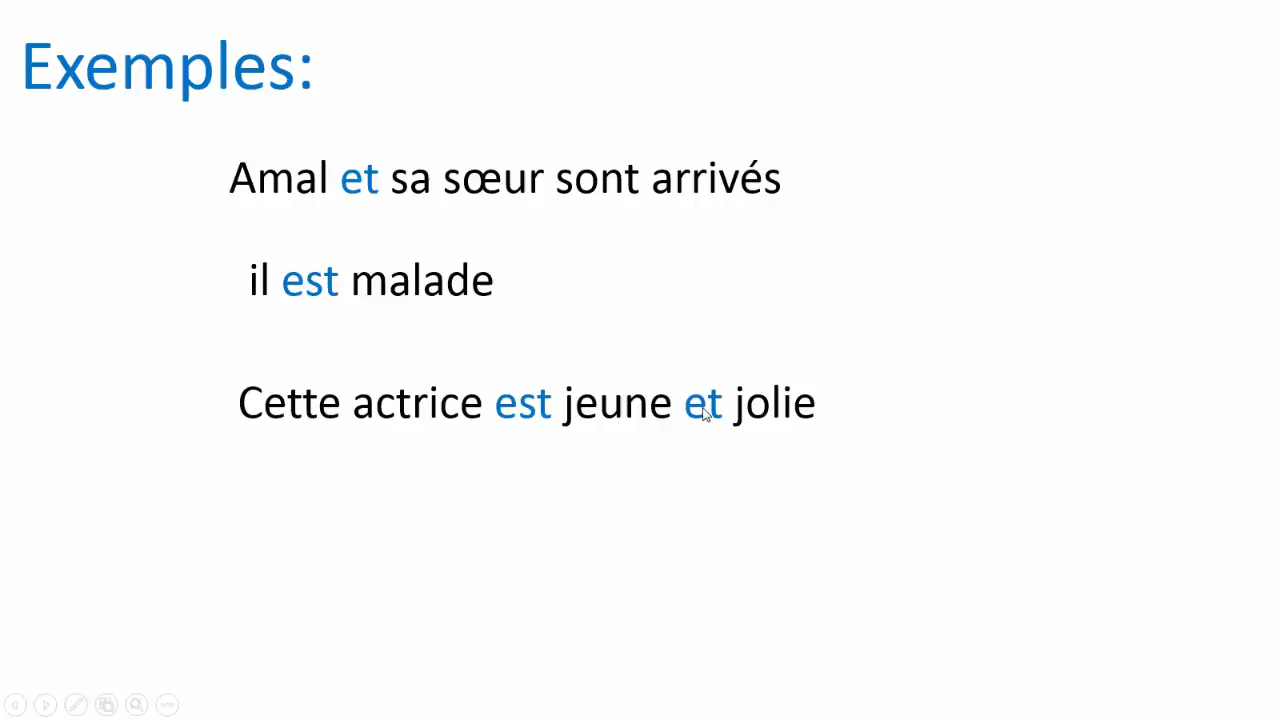 Exemples:
Amal et sa sœur sont arrivés
il est malade
Cette actrice est jeune et jolie